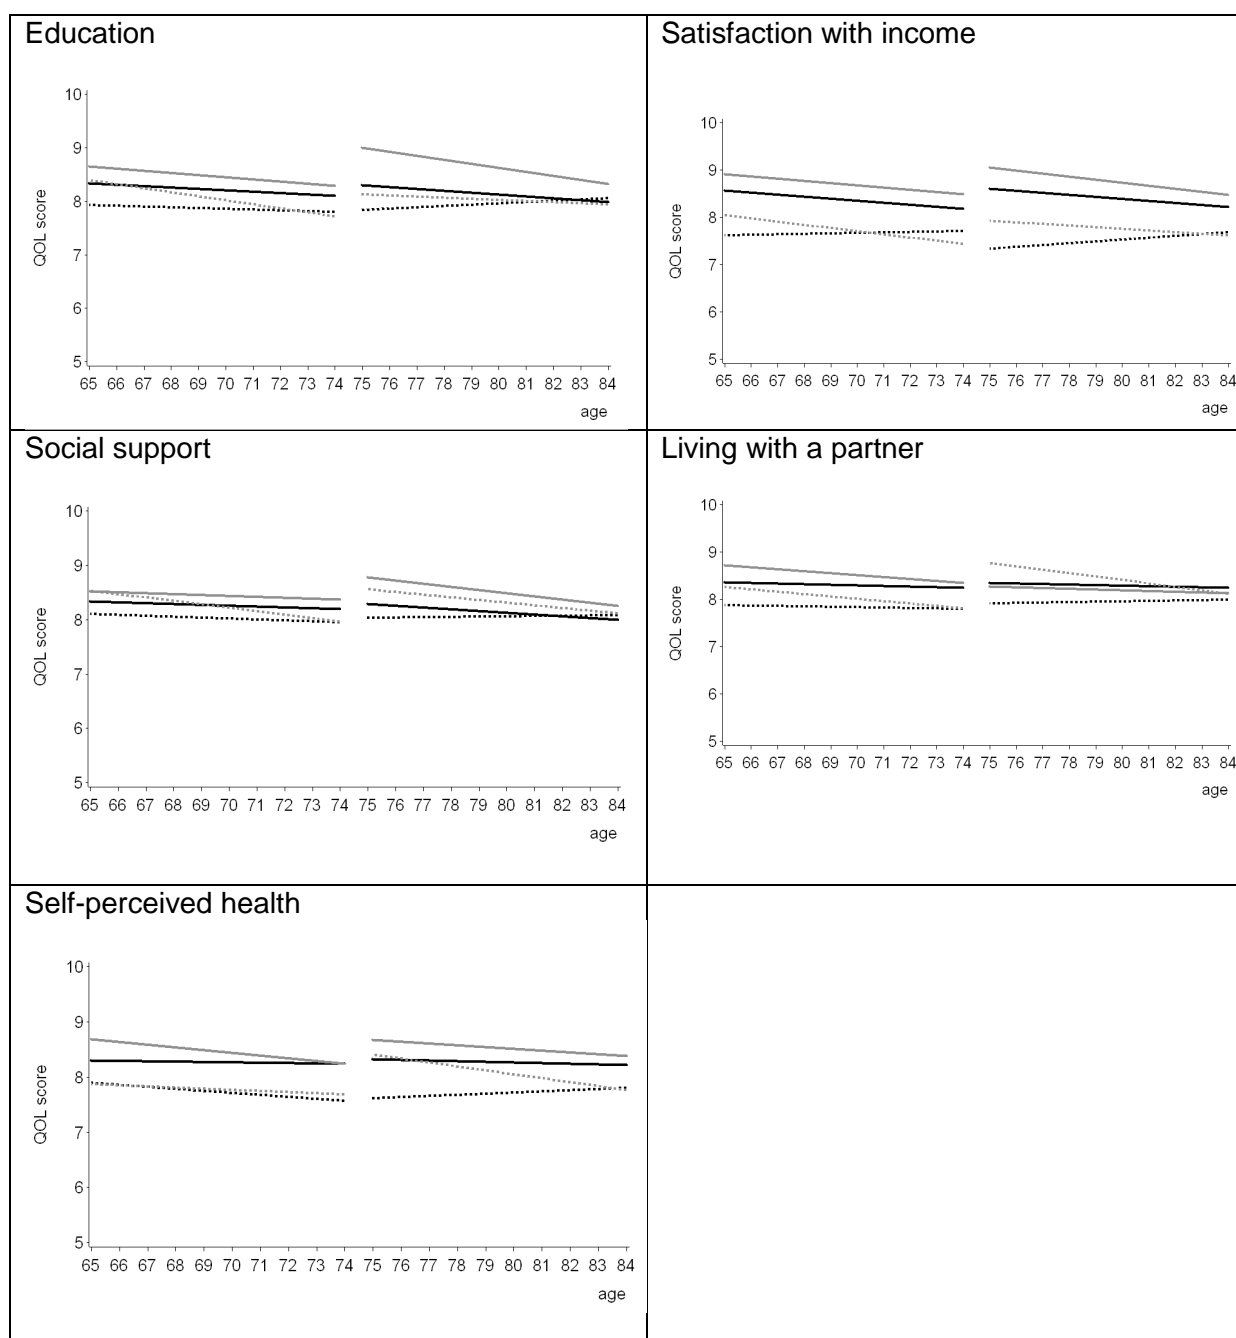 Education
10
9
8
7
6
5
QOL score
65 66 67 68 69 70 71 72 73 74 75 76 77 78 79 80 81 82 83 84
age
Satisfaction with income
10
9
8
7
6
5
QOL score
65 66 67 68 69 70 71 72 73 74 75 76 77 78 79 80 81 82 83 84
age
Social support
10
9
8
7
6
5
QOL score
65 66 67 68 69 70 71 72 73 74 75 76 77 78 79 80 81 82 83 84
age
Living with a partner
10
9
8
7
6
5
QOL score
65 66 67 68 69 70 71 72 73 74 75 76 77 78 79 80 81 82 83 84
age
Self-perceived health
10
9
8
7
6
5
QOL score
65 66 67 68 69 70 71 72 73 74 75 76 77 78 79 80 81 82 83 84
age